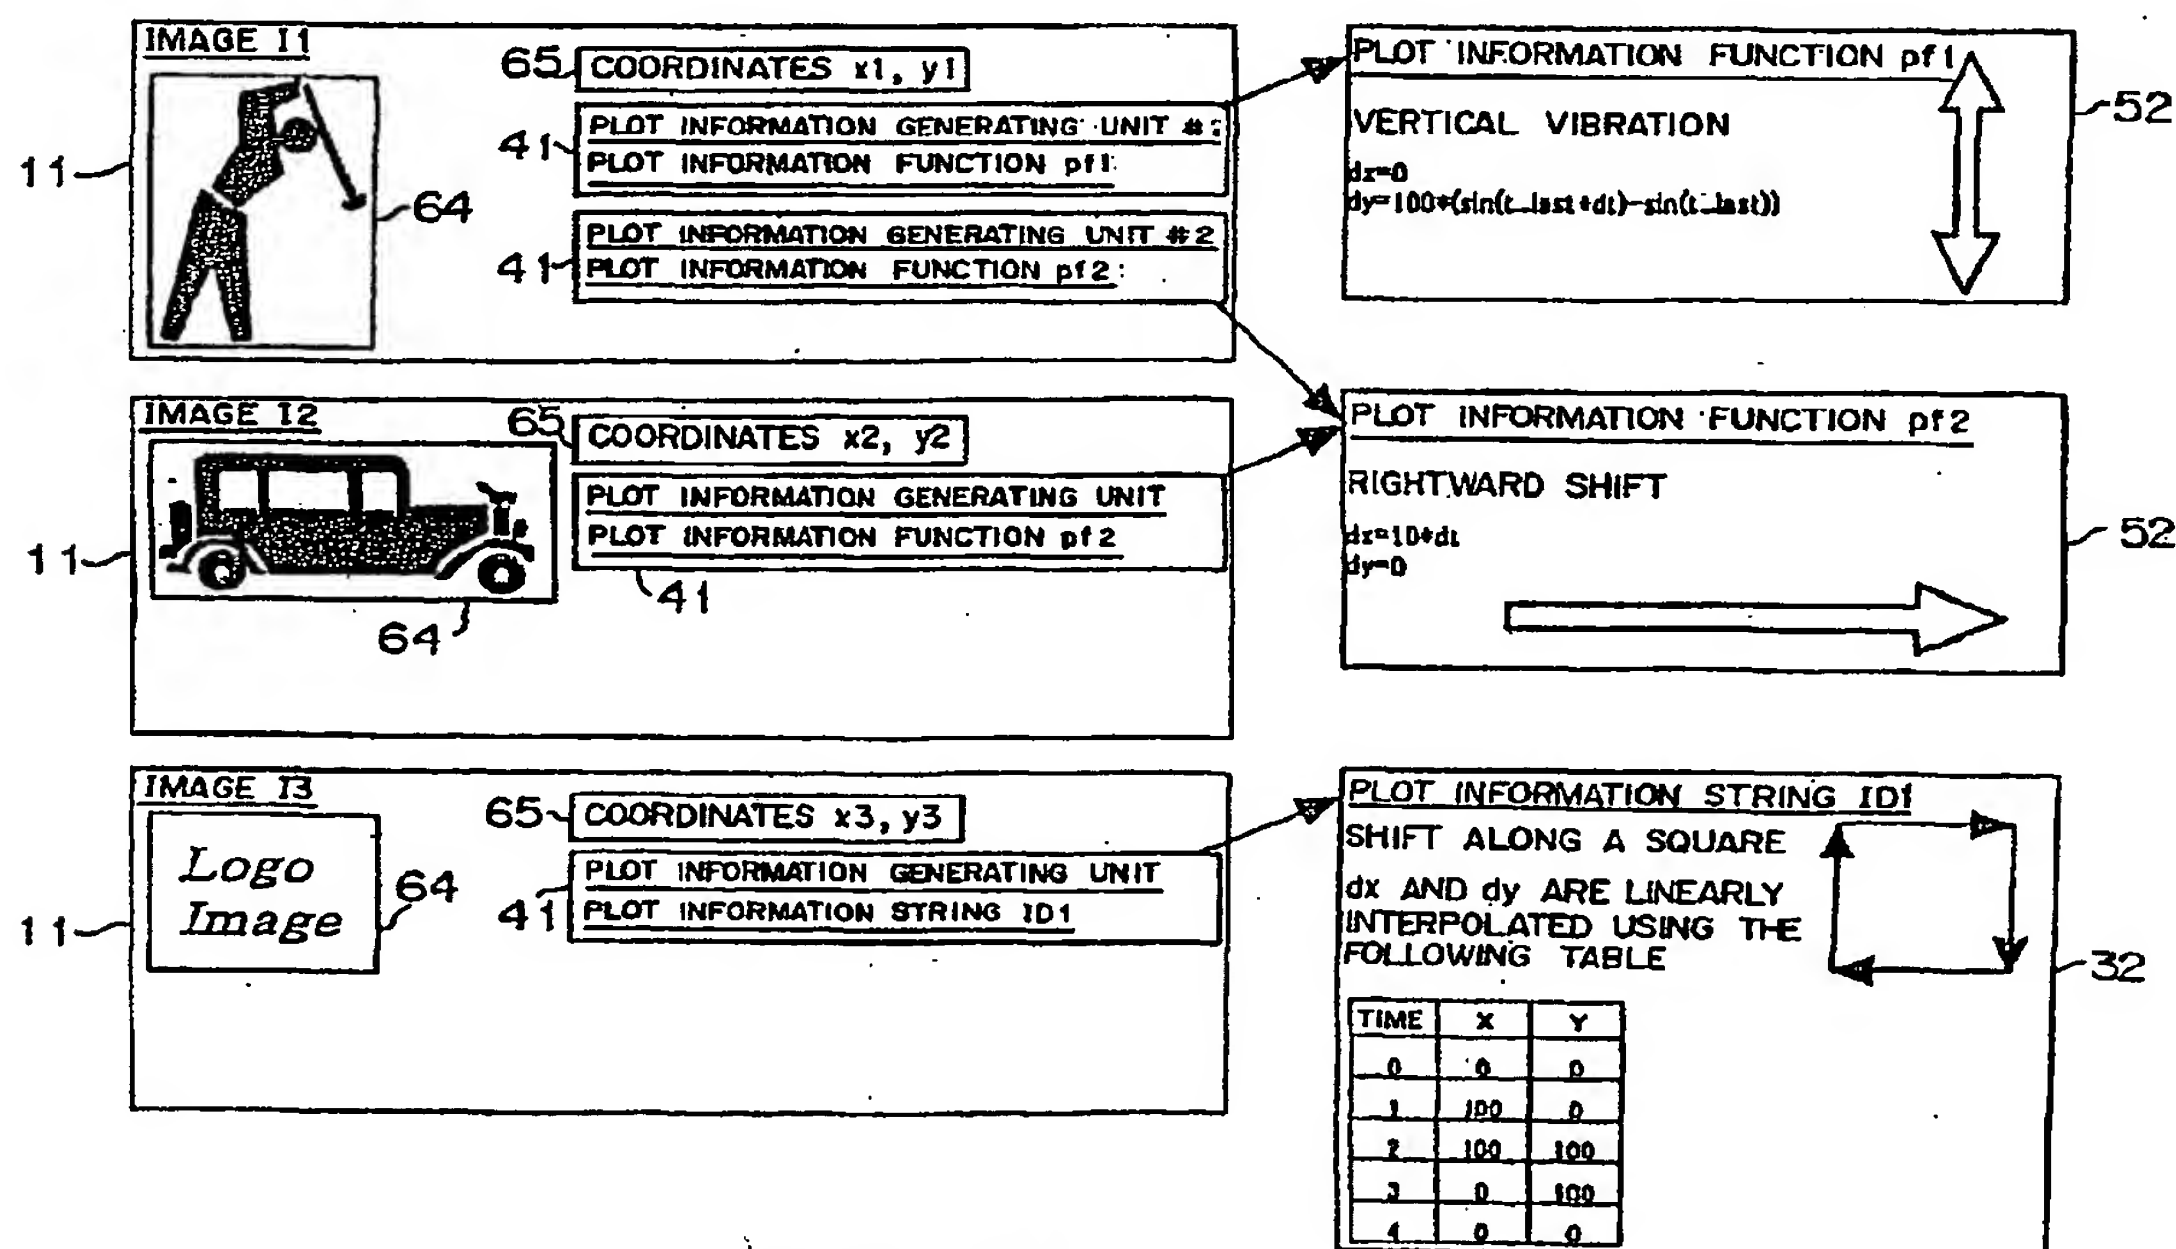 IMAGE I1
65
COORDINATES x1, y1
41
PLOT INFORMATION GENERATING UNIT #
PLOT INFORMATION FUNCTION pf1:
41
PLOT INFORMATION GENERATING UNIT #2
PLOT INFORMATION FUNCTION pf2:
11
64
PLOT INFORMATION FUNCTION pf1
VERTICAL VIBRATION
dx=0
dy=100*(sin(t_last+dt)-sin(t_last))
52
IMAGE I2
65
COORDINATES x2, y2
PLOT INFORMATION GENERATING UNIT
PLOT INFORMATION FUNCTION pf2
11
41
64
PLOT INFORMATION FUNCTION pf2
RIGHTWARD SHIFT
dx=10*dt
dy=0
52
IMAGE I3
65
COORDINATES x3, y3
Logo
Image
64
41
PLOT INFORMATION GENERATING UNIT
PLOT INFORMATION STRING ID1
11
PLOT INFORMATION STRING ID1
SHIFT ALONG A SQUARE
dx AND dy ARE LINEARLY
INTERPOLATED USING THE
FOLLOWING TABLE
32
TIME X Y
0 0 0
1 100 0
2 100 100
3 0 100
4 0 0